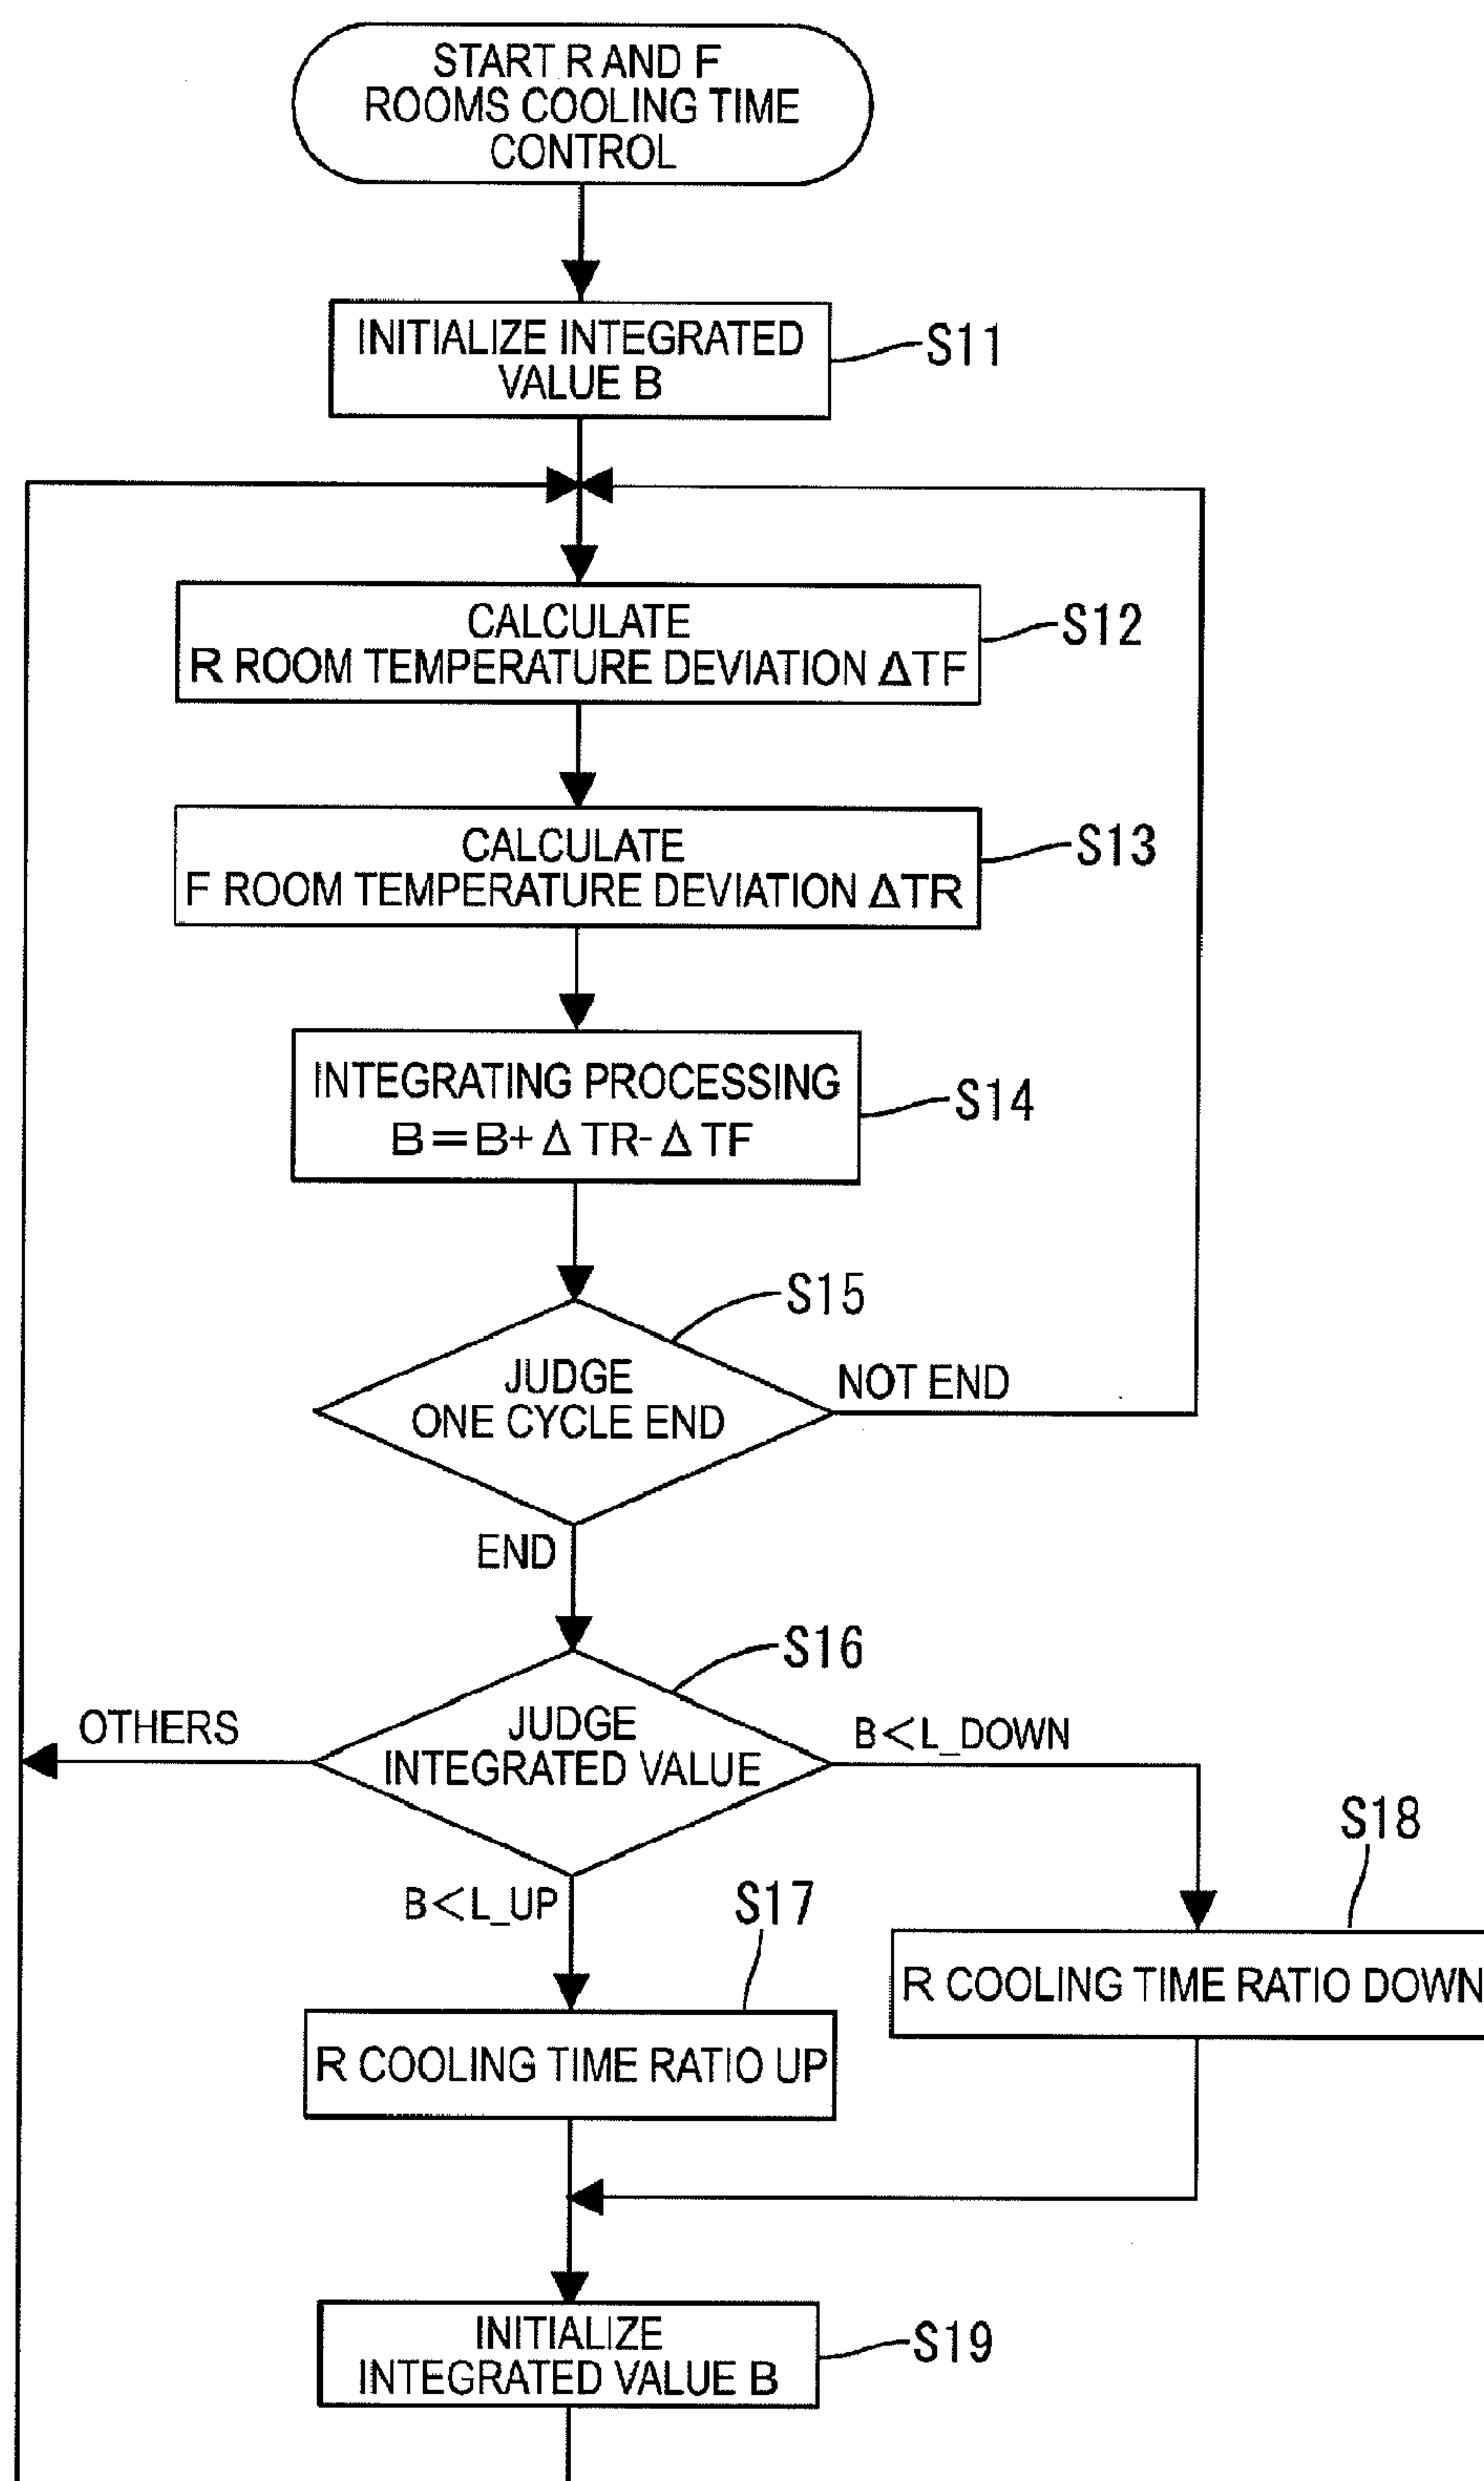 START R AND F
ROOMS COOLING TIME
CONTROL
INITIALIZE INTEGRATED
VALUE B
S11
CALCULATE
R ROOM TEMPERATURE DEVIATION ΔTF
S12
CALCULATE
F ROOM TEMPERATURE DEVIATION ΔTR
S13
INTEGRATING PROCESSING
B=B+ΔTR-ΔTF
S14
S15
JUDGE
ONE CYCLE END
NOT END
END
S16
JUDGE
INTEGRATED VALUE
OTHERS
B<L_DOWN
B<L_UP
S17
S18
R COOLING TIME RATIO DOWN
R COOLING TIME RATIO UP
INITIALIZE
INTEGRATED VALUE B
S19